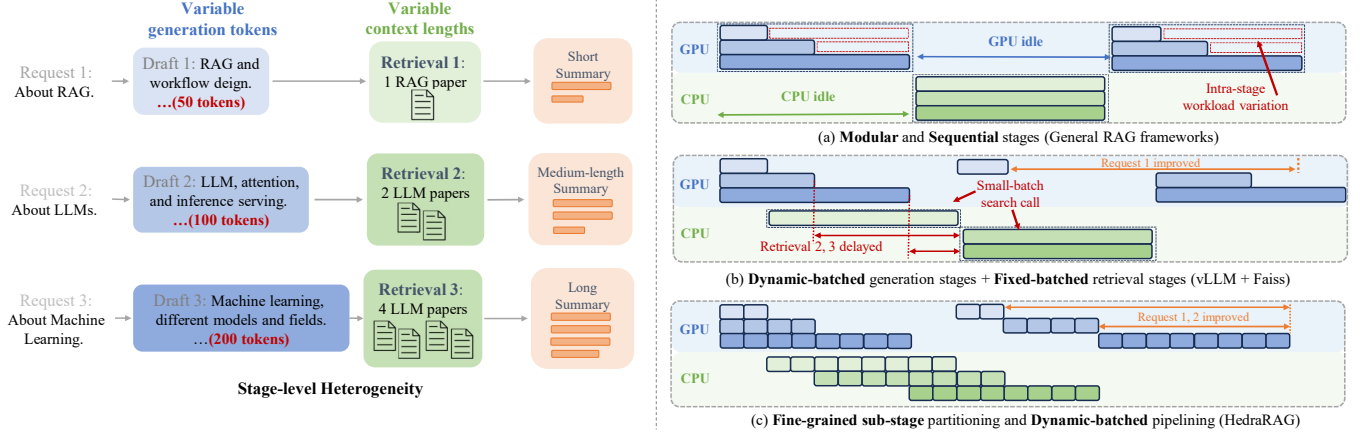 Variable
generation tokens
Variable
context lengths
Request 1:
About RAG.
Draft 1: RAG and
workflow deign.
…(50 tokens)
Retrieval 1:
1 RAG paper
Short
Summary
Request 2:
About LLMs.
Draft 2: LLM, attention,
and inference serving.
…(100 tokens)
Retrieval 2:
2 LLM papers
Medium-length
Summary
Request 3:
About Machine
Learning.
Draft 3: Machine learning,
different models and fields.
…(200 tokens)
Retrieval 3:
4 LLM papers
Long
Summary
Stage-level Heterogeneity
GPU
GPU idle
CPU
CPU idle
Intra-stage
workload variation
(a) Modular and Sequential stages (General RAG frameworks)
GPU
Request 1 improved
Small-batch
search call
CPU
Retrieval 2, 3 delayed
(b) Dynamic-batched generation stages + Fixed-batched retrieval stages (vLLM + Faiss)
GPU
Request 1, 2 improved
CPU
(c) Fine-grained sub-stage partitioning and Dynamic-batched pipelining (HedraRAG)